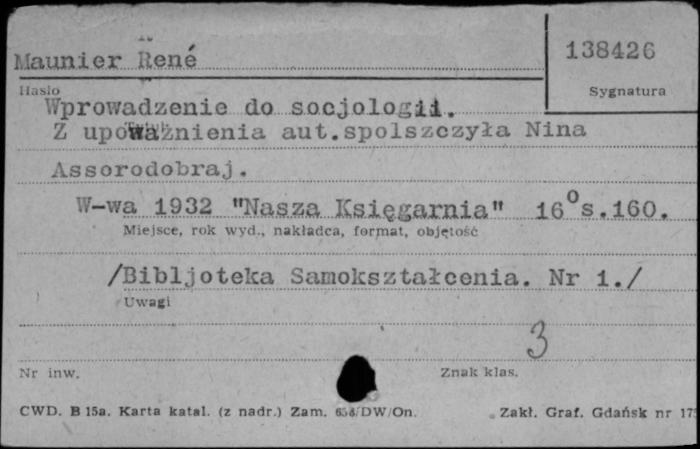 Maunier René
138426
Hasło
Sygnatura
Wprowadzenie do socjologii.
Z upoważnienia aut.spolszczyła Nina
Assorodobraj.
W-wa 1932 "Nasza Księgarnia" 16°s.160.
Miejsce, rok wyd., nakładca, format, objętość
/Bibljoteka Samokształcenia. Nr 1./
Uwagi
3
Nr inw.
Znak klas.
CWD. B 15a. Karta katal. (z nadr.) Zam. /DW/On.
Zakł. Graf. Gdańsk nr 175